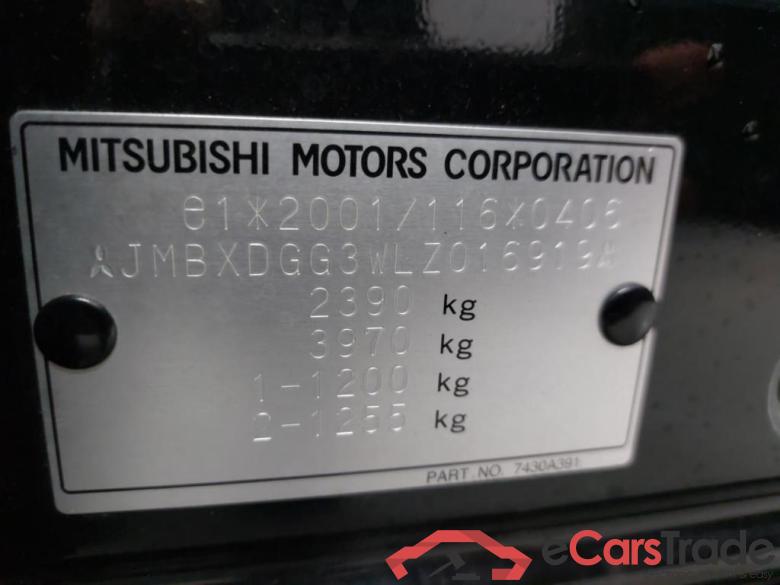 MITSUBISHI MOTORS CORPORATION
e1*2001/116*0406
JMBXDGG3WLZ016919
2390 kg
3970 kg
1-1200 kg
2-1255 kg
PART NO. 7430A391
eCarsTrade